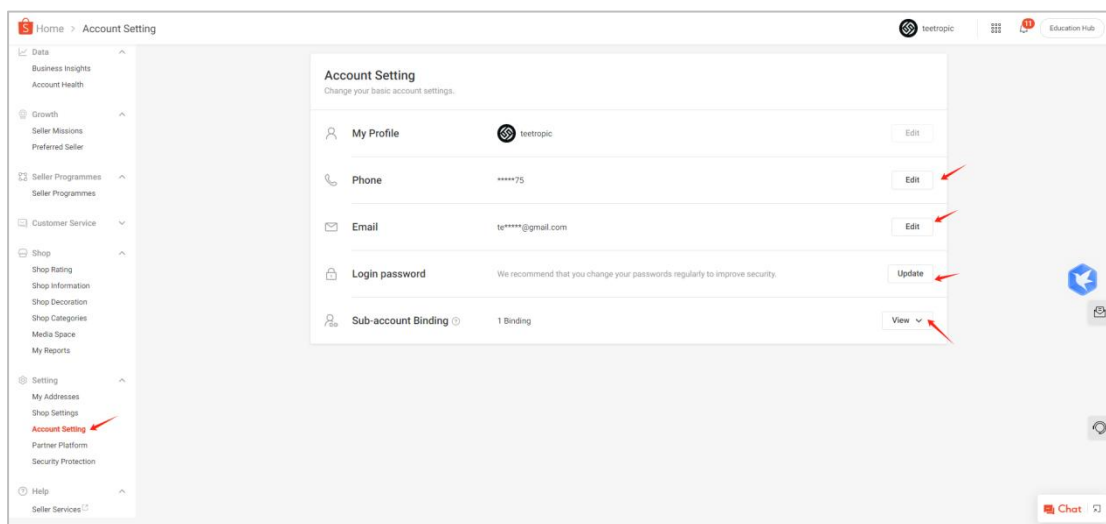 Home > Account Setting
teetropic
11
Education Hub
Data
Business Insights
Account Health
Growth
Seller Missions
Preferred Seller
Seller Programmes
Seller Programmes
Customer Service
Shop
Shop Rating
Shop Information
Shop Decoration
Shop Categories
Media Space
My Reports
Setting
My Addresses
Shop Settings
Account Setting
Partner Platform
Security Protection
Help
Seller Services
Account Setting
Change your basic account settings.
My Profile
teetropic
Edit
Phone
*****75
Edit
Email
te*****@gmail.com
Edit
Login password
We recommend that you change your passwords regularly to improve security.
Update
Sub-account Binding
1 Binding
View
Chat